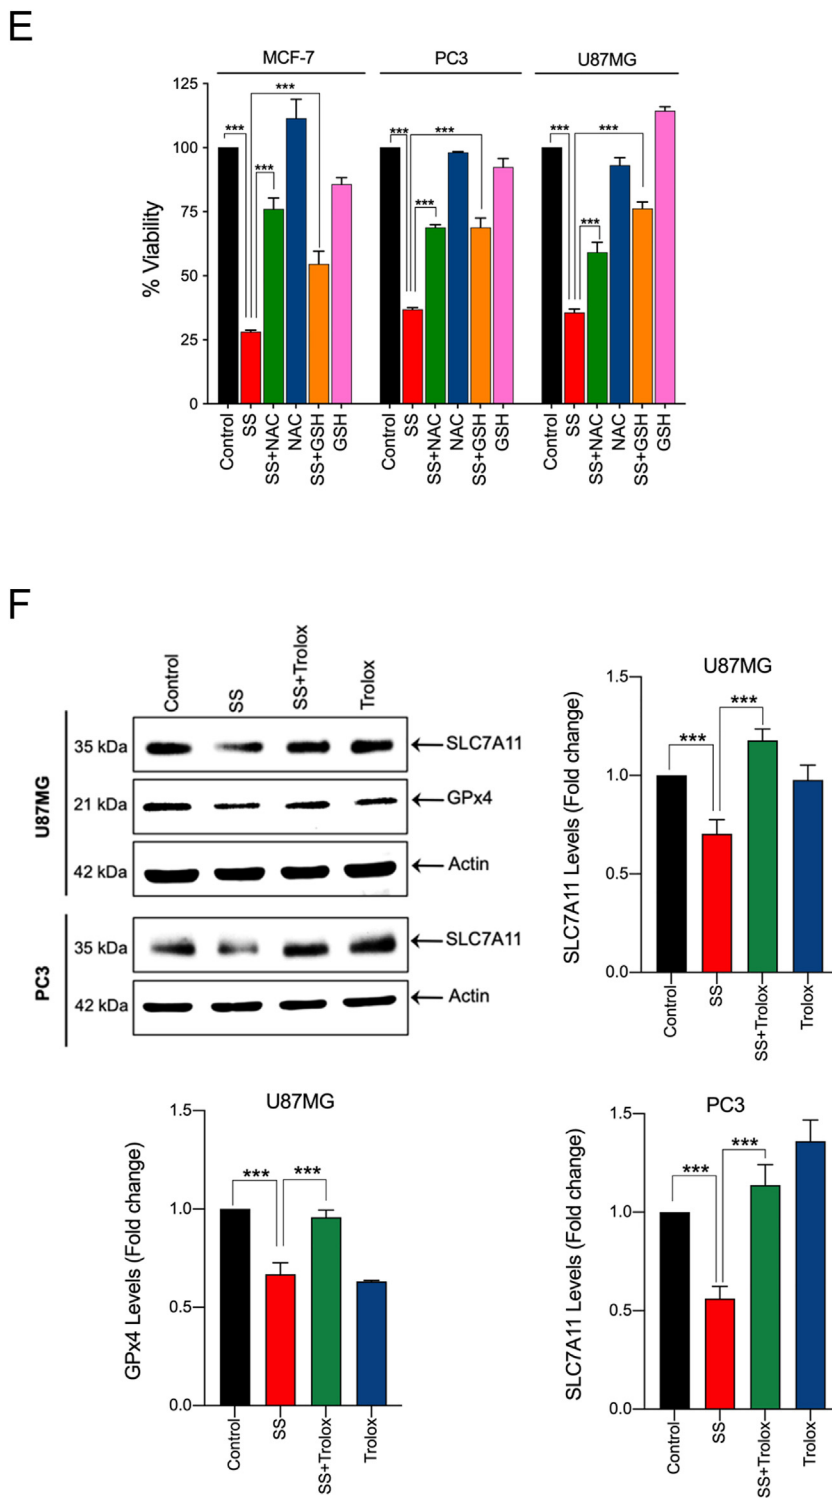 E
MCF-7 PC3 U87MG
% Viability
125
100
75
50
25
0
*** *** ***
*** *** ***
*** *** ***
Control SS SS+NAC NAC SS+GSH GSH Control SS SS+NAC NAC SS+GSH GSH Control SS SS+NAC NAC SS+GSH GSH
F
Control SS SS+Trolox Trolox
U87MG
35 kDa SLC7A11
21 kDa GPx4
42 kDa Actin
PC3
35 kDa SLC7A11
42 kDa Actin
U87MG
SLC7A11 Levels (Fold change)
1.5
1.0
0.5
0.0
*** ***
Control SS SS+Trolox Trolox
U87MG
GPx4 Levels (Fold change)
1.5
1.0
0.5
0.0
*** ***
Control SS SS+Trolox Trolox
PC3
SLC7A11 Levels (Fold change)
1.5
1.0
0.5
0.0
*** ***
Control SS SS+Trolox Trolox